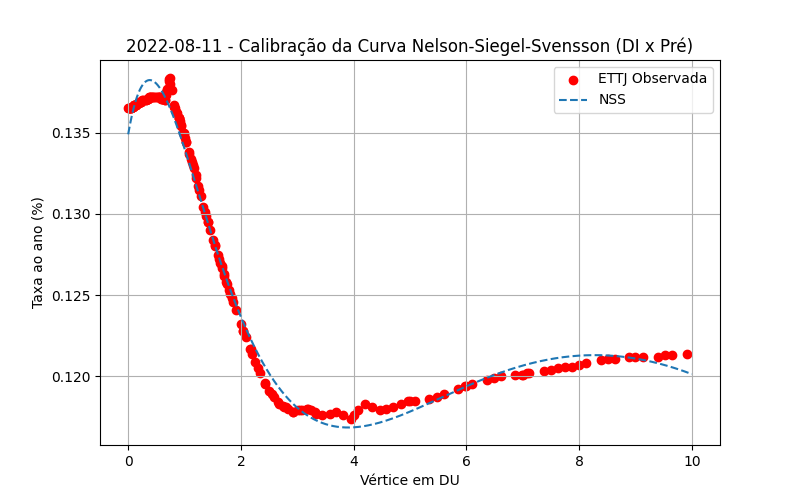 2022-08-11 - Calibração da Curva Nelson-Siegel-Svensson (DI x Pré)
ETTJ Observada
NSS
Taxa ao ano (%)
0.135
0.130
0.125
0.120
0 2 4 6 8 10
Vértice em DU